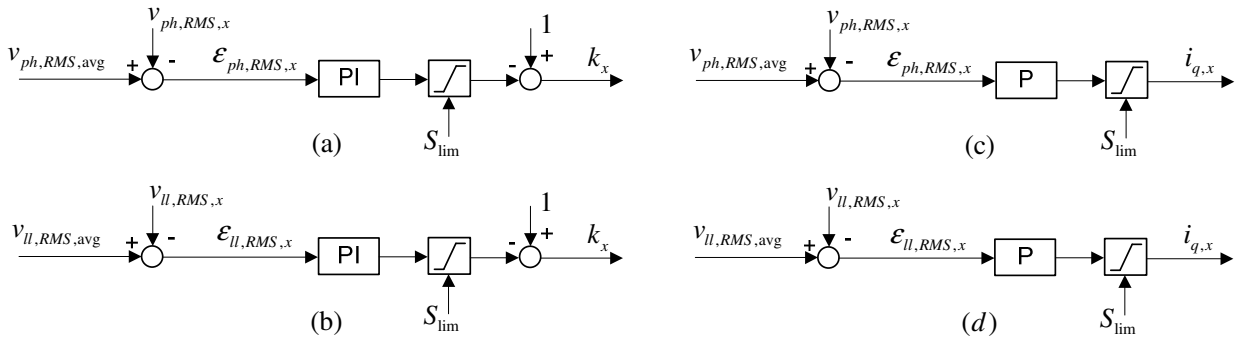 v_{ph,RMS,x}
v_{ph,RMS,avg} + - ε_{ph,RMS,x} PI - 1 + k_x
S_{lim}
(a)
v_{ll,RMS,x}
v_{ll,RMS,avg} + - ε_{ll,RMS,x} PI - 1 + k_x
S_{lim}
(b)
v_{ph,RMS,x}
v_{ph,RMS,avg} + - ε_{ph,RMS,x} P i_{q,x}
S_{lim}
(c)
v_{ll,RMS,x}
v_{ll,RMS,avg} + - ε_{ll,RMS,x} P i_{q,x}
S_{lim}
(d)